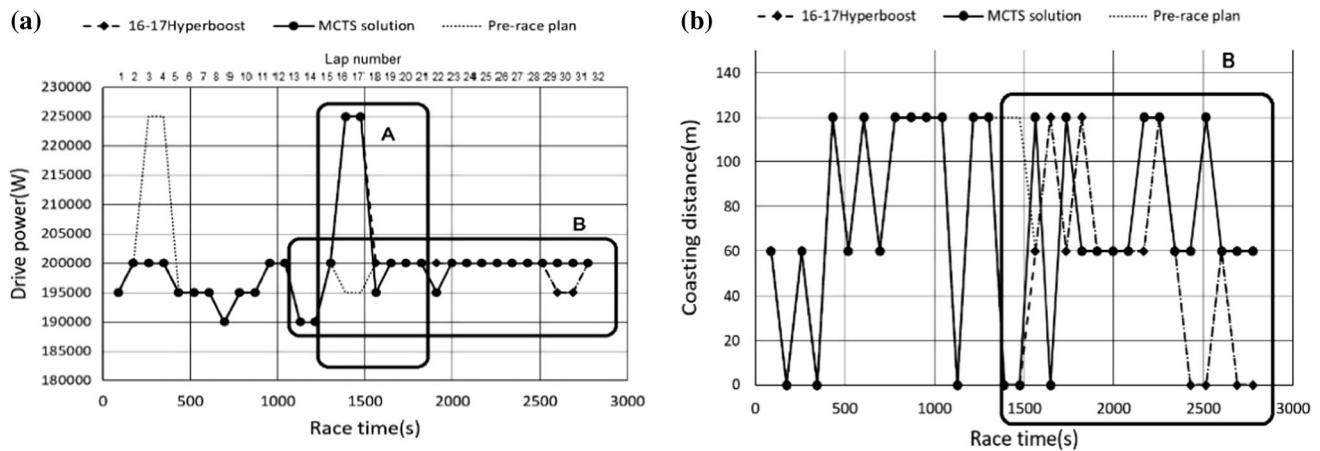 (a)
16-17Hyperboost MCTS solution Pre-race plan
Lap number
1 2 3 4 5 6 7 8 9 10 11 12 13 14 15 16 17 18 19 20 21 22 23 24 25 26 27 28 29 30 31 32
Drive power(W)
230000
225000
220000
215000
210000
205000
200000
195000
190000
185000
180000
A
B
0 500 1000 1500 2000 2500 3000
Race time(s)
(b)
16-17Hyperboost MCTS solution Pre-race plan
Coasting distance(m)
140
120
100
80
60
40
20
0
B
0 500 1000 1500 2000 2500 3000
Race time(s)